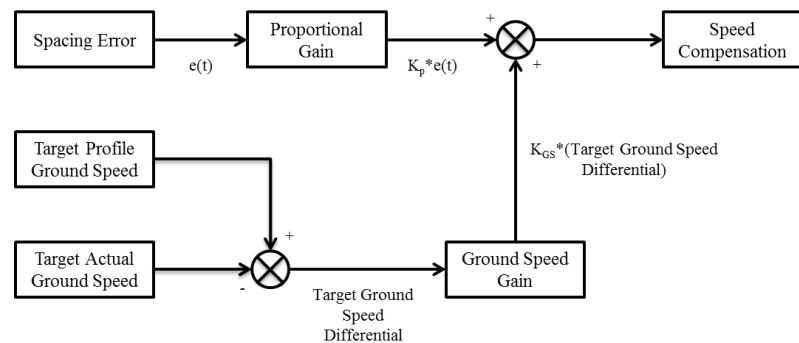 Spacing Error
e(t)
Proportional
Gain
Kₚ*e(t)
+
+
Speed
Compensation
Target Profile
Ground Speed
K_GS*(Target Ground Speed
Differential)
+
Target Actual
Ground Speed
-
Target Ground
Speed
Differential
Ground Speed
Gain